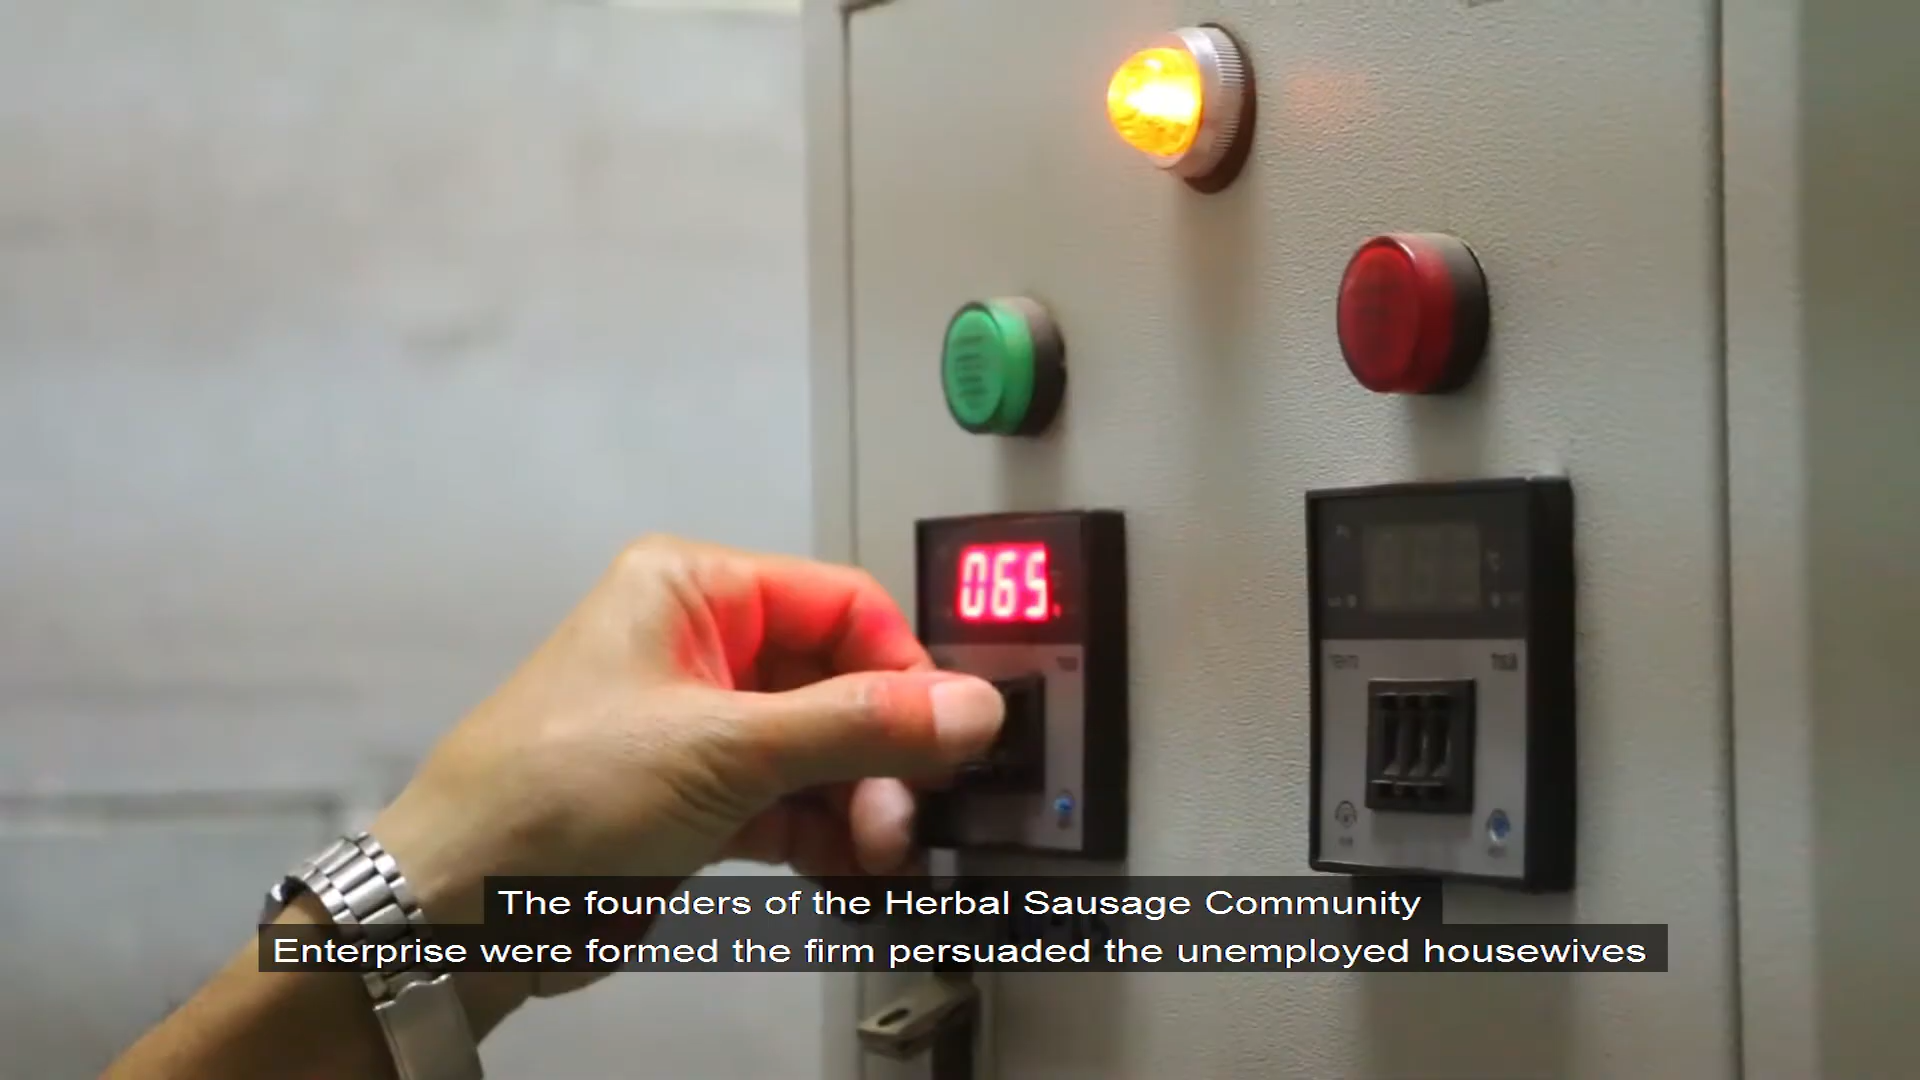 065
The founders of the Herbal Sausage Community
Enterprise were formed the firm persuaded the unemployed housewives